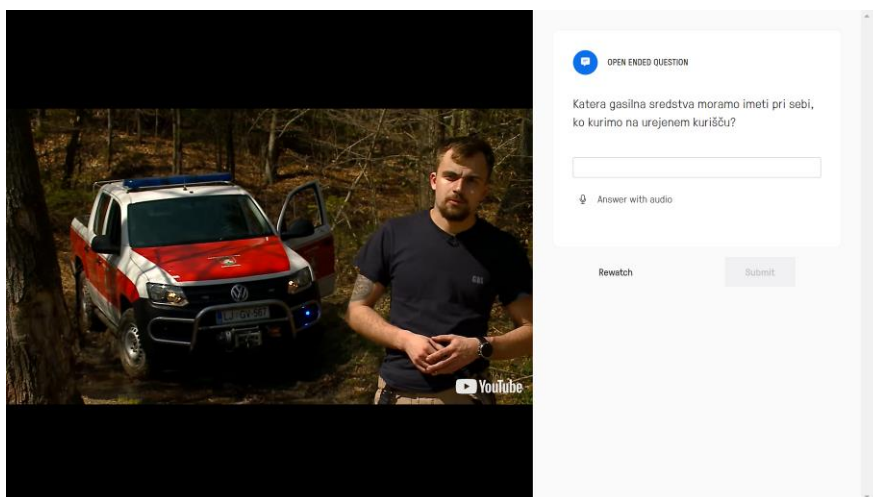 OPEN ENDED QUESTION
Katera gasilna sredstva moramo imeti pri sebi,
ko kurimo na urejenem kurišču?
Answer with audio
Rewatch
Submit
YouTube